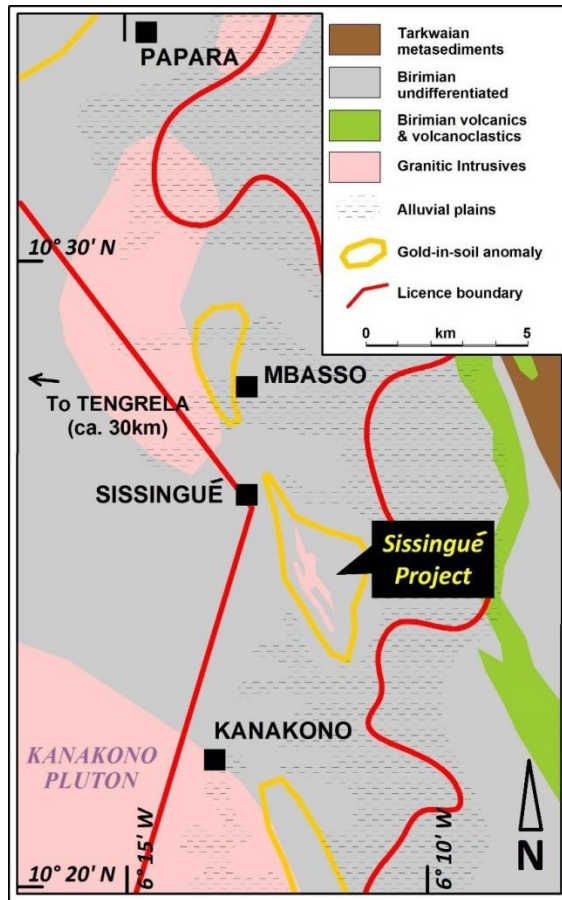 PAPARA
Tarkwaian
metasediments
Birimian
undifferentiated
Birimian volcanics
& volcanoclastics
Granitic Intrusives
Alluvial plains
Gold-in-soil anomaly
Licence boundary
0 km 5
10° 30' N
MBASSO
To TENGRELA
(ca. 30km)
SISSINGUÉ
Sissingué
Project
KANAKONO
KANAKONO
PLUTON
6° 15' W
6° 10' W
N
10° 20' N